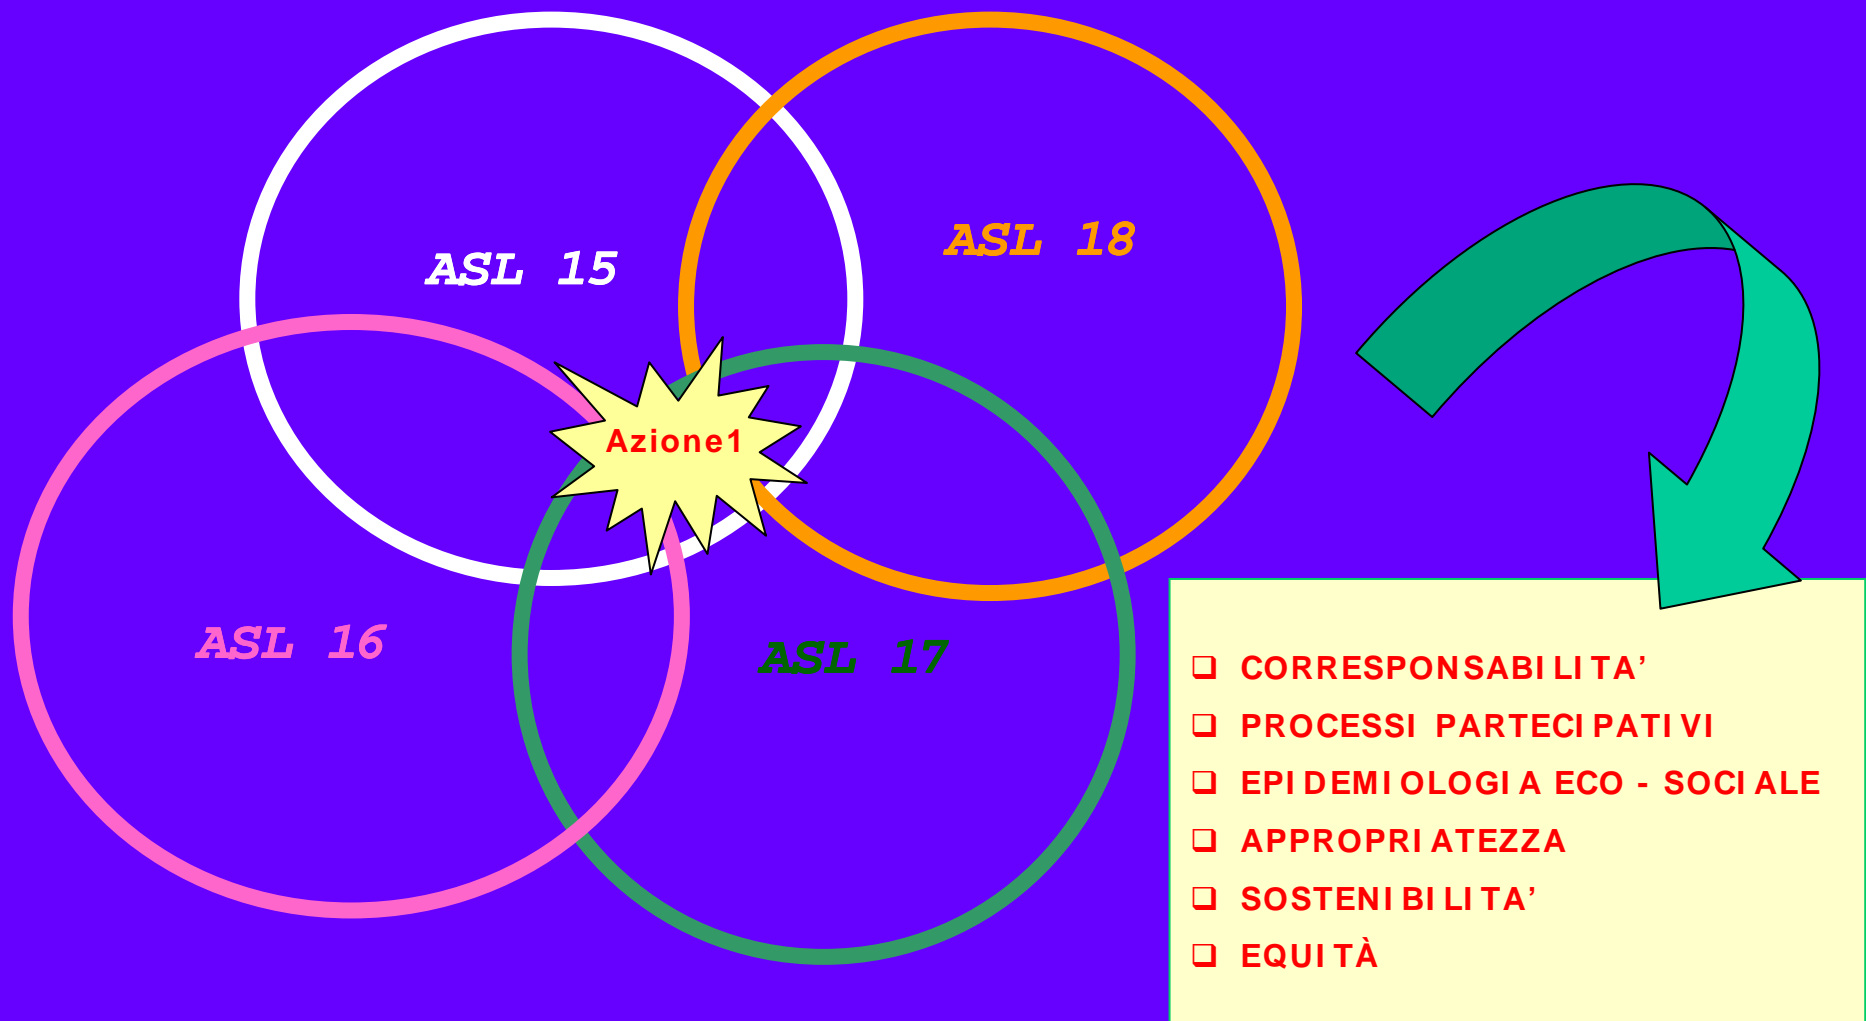 ASL 15
ASL 18
Azione1
ASL 16
ASL 17
❑ CORRESPONSABILITA’
❑ PROCESSI PARTECIPATIVI
❑ EPIDEMIOLOGIA ECO - SOCIALE
❑ APPROPRIATEZZA
❑ SOSTENIBILITA’
❑ EQUITÀ